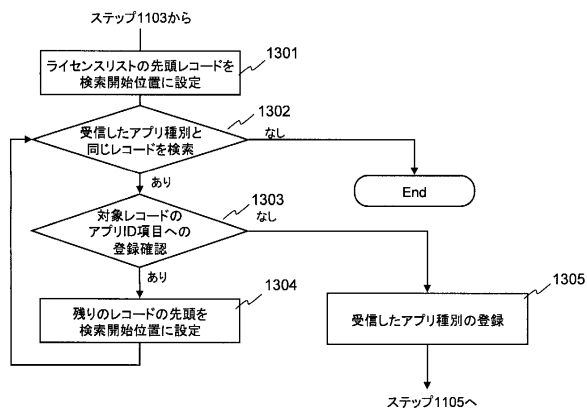 ステップ1103から
1301
ライセンスリストの先頭レコードを
検索開始位置に設定
1302
受信したアプリ種別と
同じレコードを検索
なし
あり
End
1303
対象レコードの
アプリID項目への
登録確認
なし
あり
1304
残りのレコードの先頭を
検索開始位置に設定
1305
受信したアプリ種別の登録
ステップ1105へ